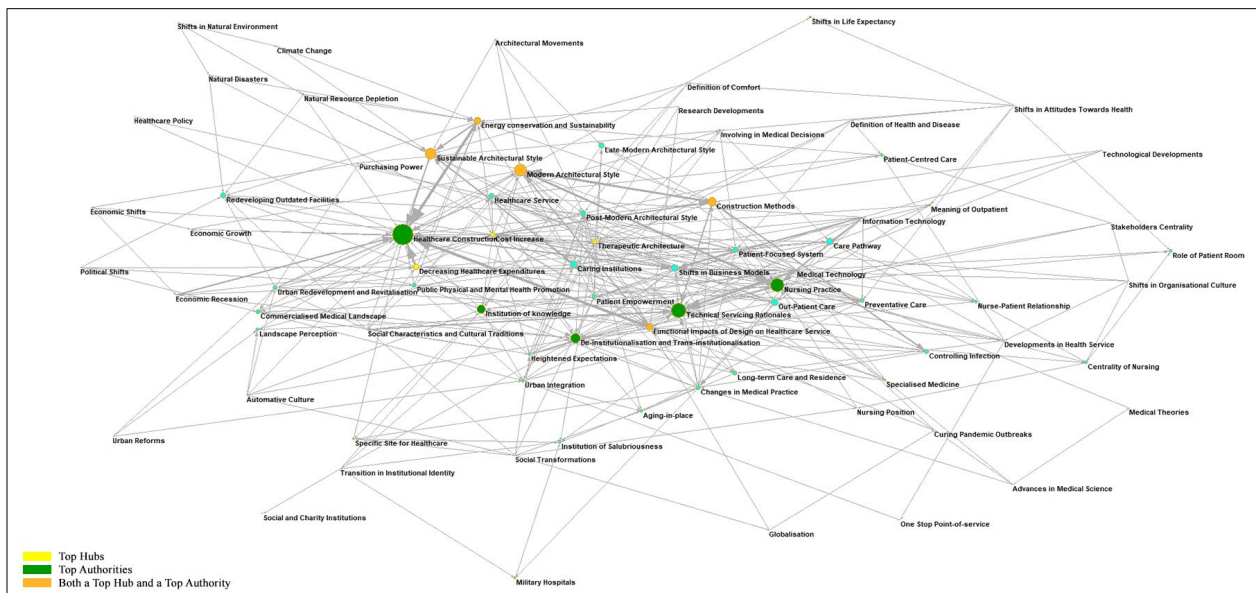 Shifts in Life Expectancy
Shifts in Natural Environment
Architectural Movements
Climate Change
Natural Disasters
Definition of Comfort
Natural Resource Depletion
Shifts in Attitudes Towards Health
Research Developments
Healthcare Policy
Energy conservation and Sustainability
Definition of Health and Disease
Involving in Medical Decisions
Late-Modern Architectural Style
Technological Developments
Patient-Centred Care
Sustainable Architectural Style
Purchasing Power
Modern Architectural Style
Redeveloping Outdated Facilities
Healthcare Service
Construction Methods
Meaning of Outpatient
Economic Shifts
Post-Modern Architectural Style
Information Technology
Stakeholders Centrality
Economic Growth
Healthcare Construction
Cost Increase
Therapeutic Architecture
Care Pathway
Patient-Focused System
Role of Patient Room
Political Shifts
Decreasing Healthcare Expenditures
Caring Institutions
Shifts in Business Models
Medical Technology
Shifts in Organisational Culture
Urban Redevelopment and Revitalisation
Public Physical and Mental Health Promotion
Nursing Practice
Economic Recession
Patient Empowerment
Out-Patient Care
Preventative Care
Nurse-Patient Relationship
Commercialised Medical Landscape
Institution of knowledge
Technical Servicing Rationales
Landscape Perception
Social Characteristics and Cultural Traditions
Functional Impacts of Design on Healthcare Service
De-institutionalisation and Trans-institutionalisation
Developments in Health Service
Heightened Expectations
Controlling Infection
Centrality of Nursing
Long-term Care and Residence
Urban Integration
Specialised Medicine
Changes in Medical Practice
Automative Culture
Aging-in-place
Nursing Position
Medical Theories
Urban Reforms
Specific Site for Healthcare
Institution of Salubriousness
Curing Pandemic Outbreaks
Social Transformations
Transition in Institutional Identity
Advances in Medical Science
Social and Charity Institutions
One Stop Point-of-service
Globalisation
Military Hospitals
Top Hubs
Top Authorities
Both a Top Hub and a Top Authority